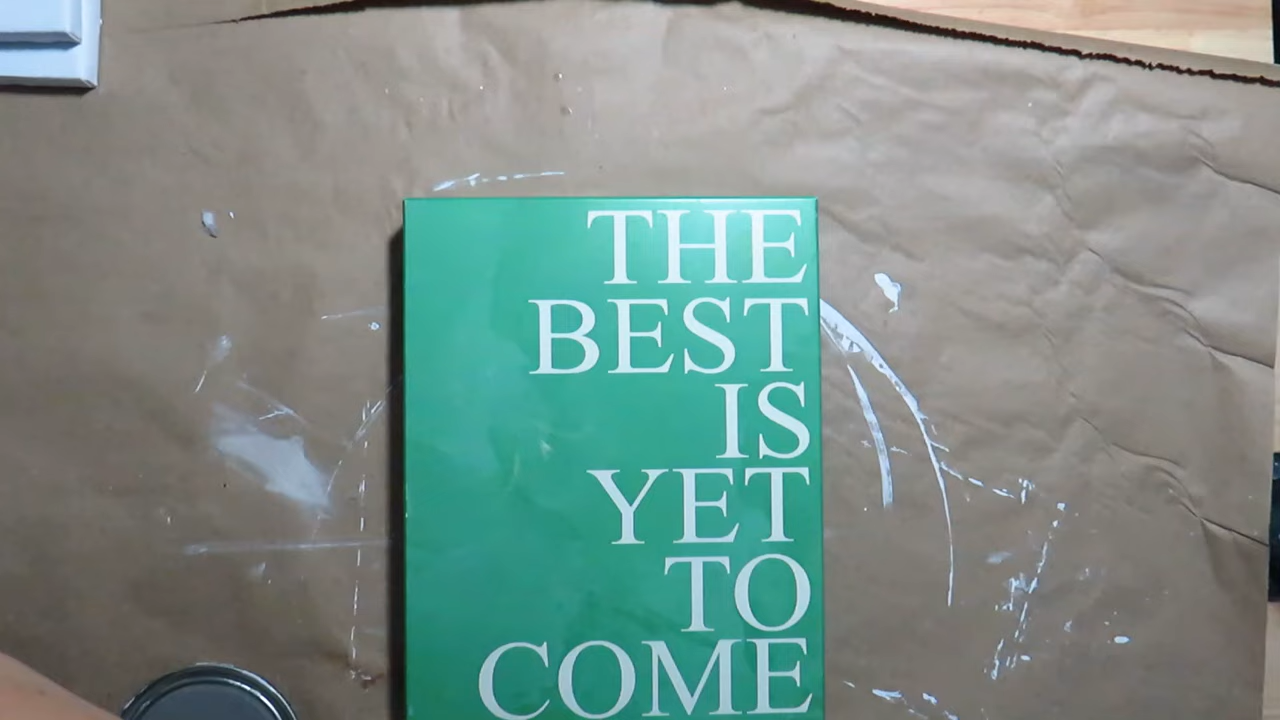 THE
BEST
IS
YET
TO
COME